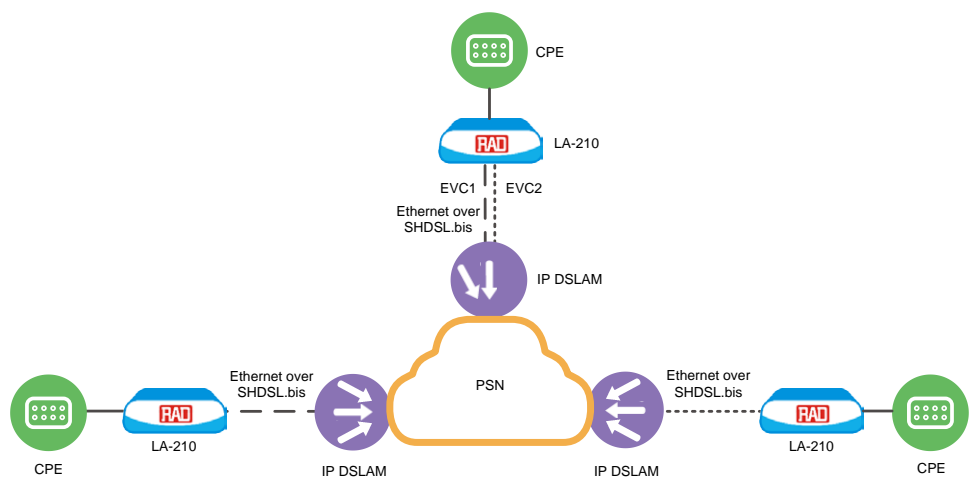 CPE
RAD
LA-210
EVC1
EVC2
Ethernet over
SHDSL.bis
IP DSLAM
PSN
Ethernet over
SHDSL.bis
RAD
LA-210
CPE
IP DSLAM
Ethernet over
SHDSL.bis
RAD
LA-210
CPE
IP DSLAM